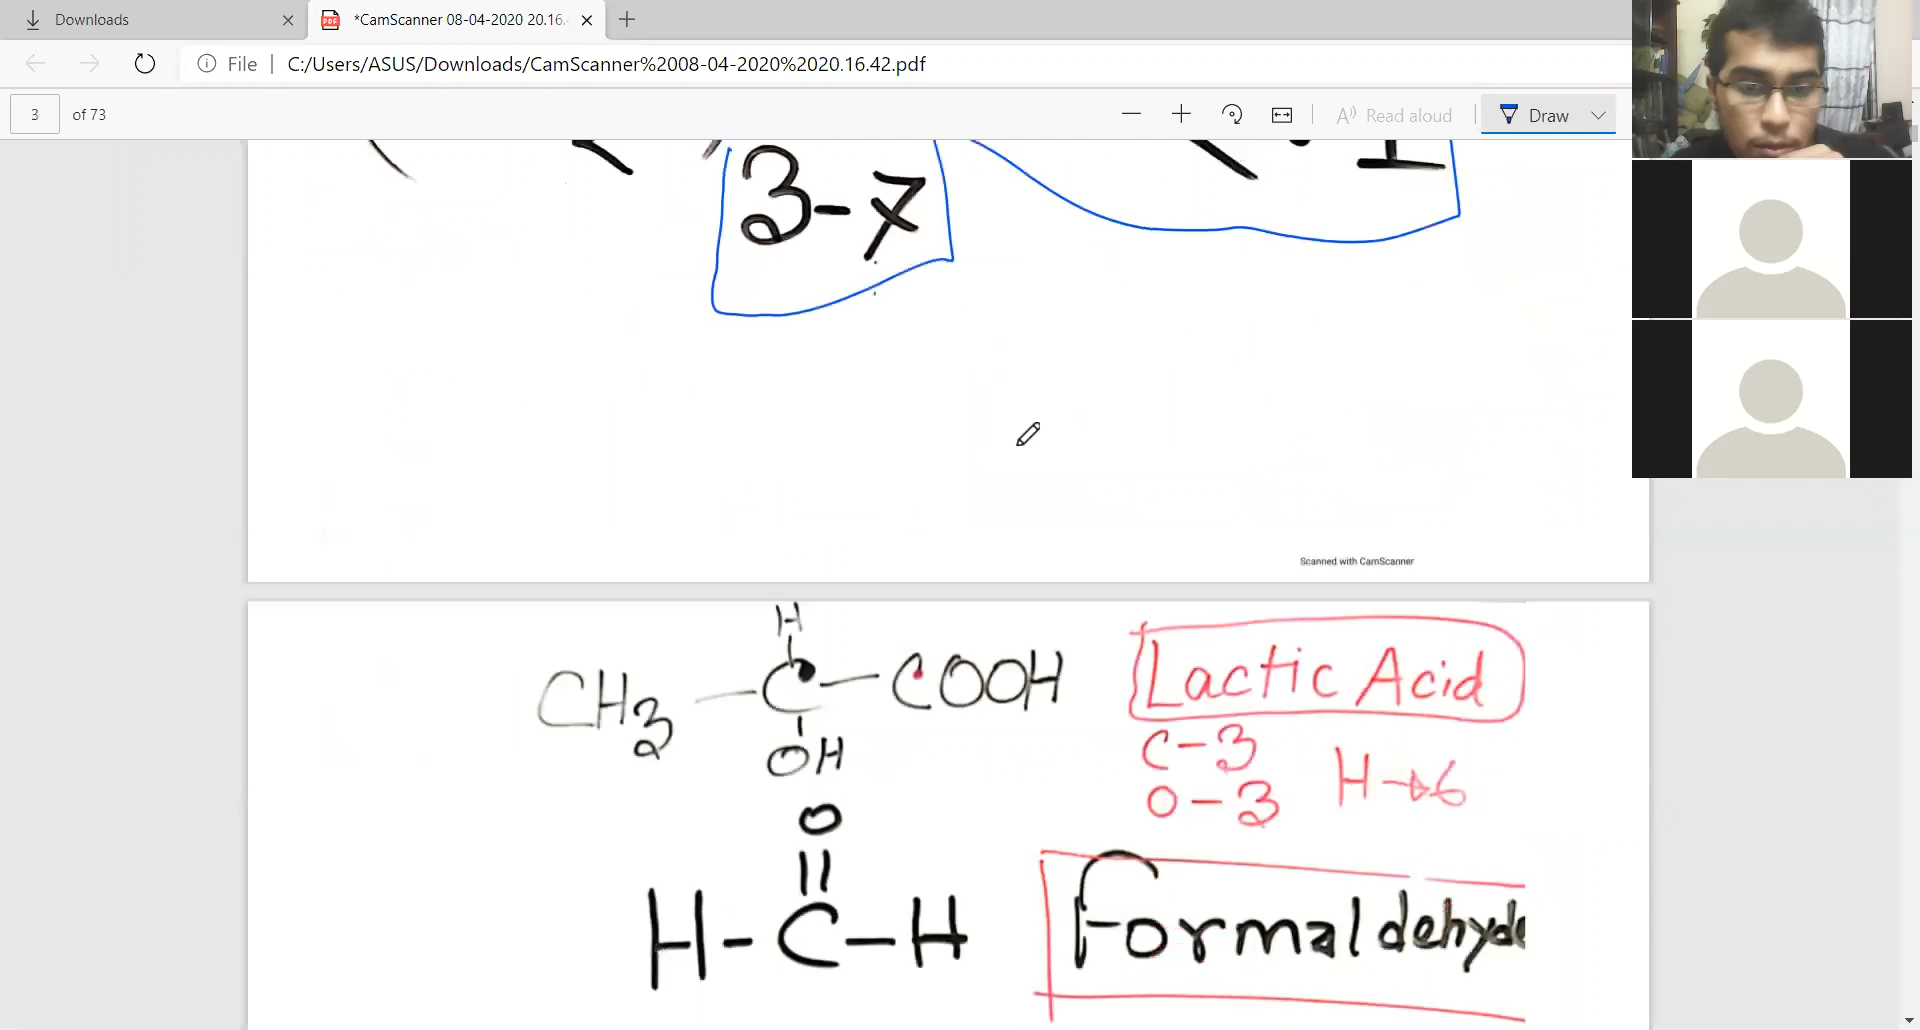 Downloads
*CamScanner 08-04-2020 20.16.
File
C:/Users/ASUS/Downloads/CamScanner%2008-04-2020%2020.16.42.pdf
3 of 73
A Read aloud
Draw
3-7
Scanned with CamScanner
H
CH3 - C - COOH
OH
Lactic Acid
C-3
H→6
O-3
O
H-C-H
Formaldehyde